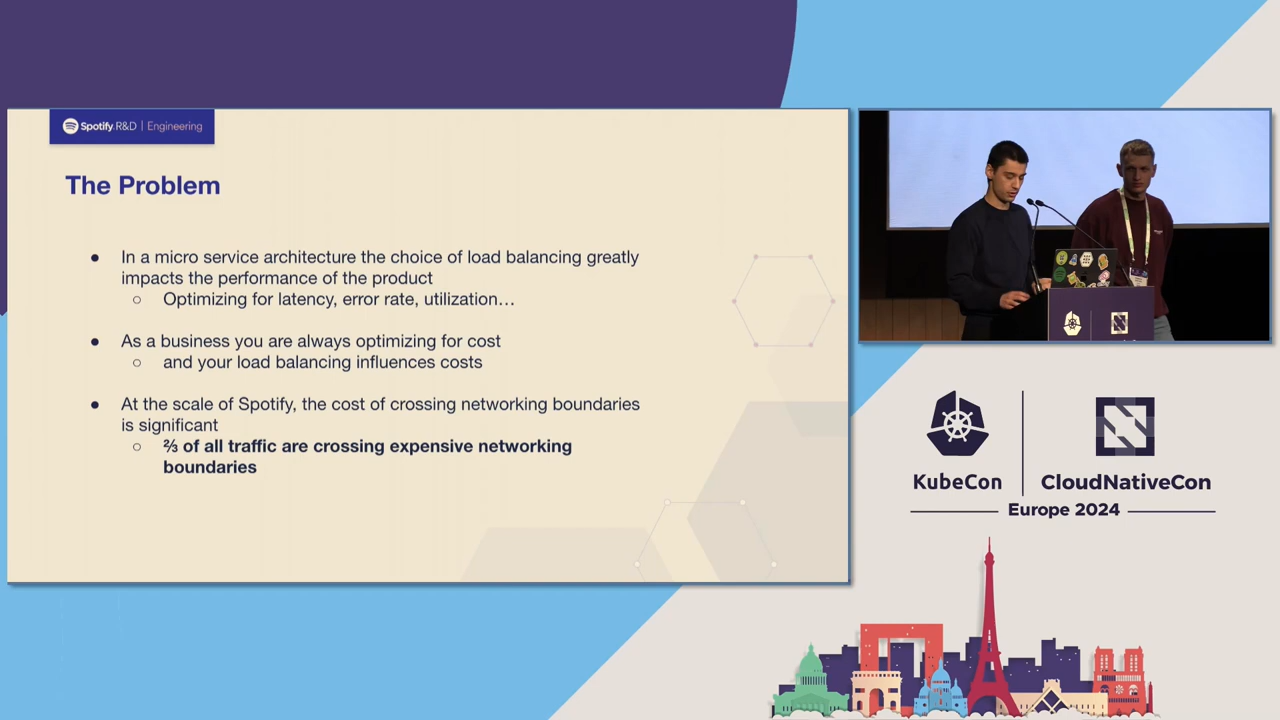 Spotify R&D | Engineering
The Problem
● In a micro service architecture the choice of load balancing greatly
impacts the performance of the product
○ Optimizing for latency, error rate, utilization…
● As a business you are always optimizing for cost
○ and your load balancing influences costs
● At the scale of Spotify, the cost of crossing networking boundaries
is significant
○ ⅔ of all traffic are crossing expensive networking
boundaries
KubeCon
CloudNativeCon
Europe 2024